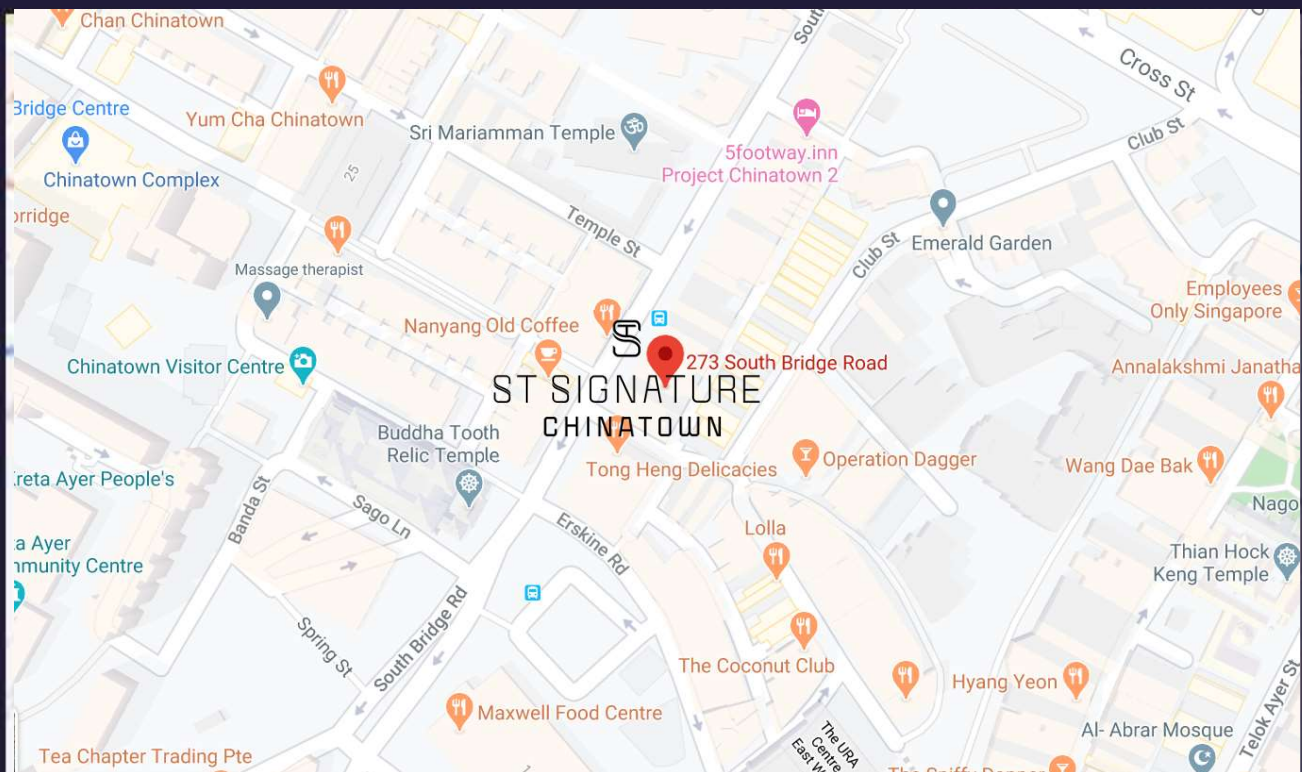 Chan Chinatown
South
Cross St
Bridge Centre
Yum Cha Chinatown
Sri Mariamman Temple
Club St
5footway.inn
Project Chinatown 2
Chinatown Complex
25
orridge
Temple St
Club St
Emerald Garden
Massage therapist
Employees
Only Singapore
Nanyang Old Coffee
Chinatown Visitor Centre
273 South Bridge Road
Annalakshmi Janatha
ST SIGNATURE
CHINATOWN
Buddha Tooth
Relic Temple
Tong Heng Delicacies
Operation Dagger
Wang Dae Bak
Kreta Ayer People's
Banda St
Sago Ln
Nago
Erskine Rd
Lolla
a Ayer
mmunity Centre
Thian Hock
Keng Temple
Spring St
South Bridge Rd
The Coconut Club
Hyang Yeon
Maxwell Food Centre
The URA
Centre
East W
Al- Abrar Mosque
Telok Ayer St
Tea Chapter Trading Pte